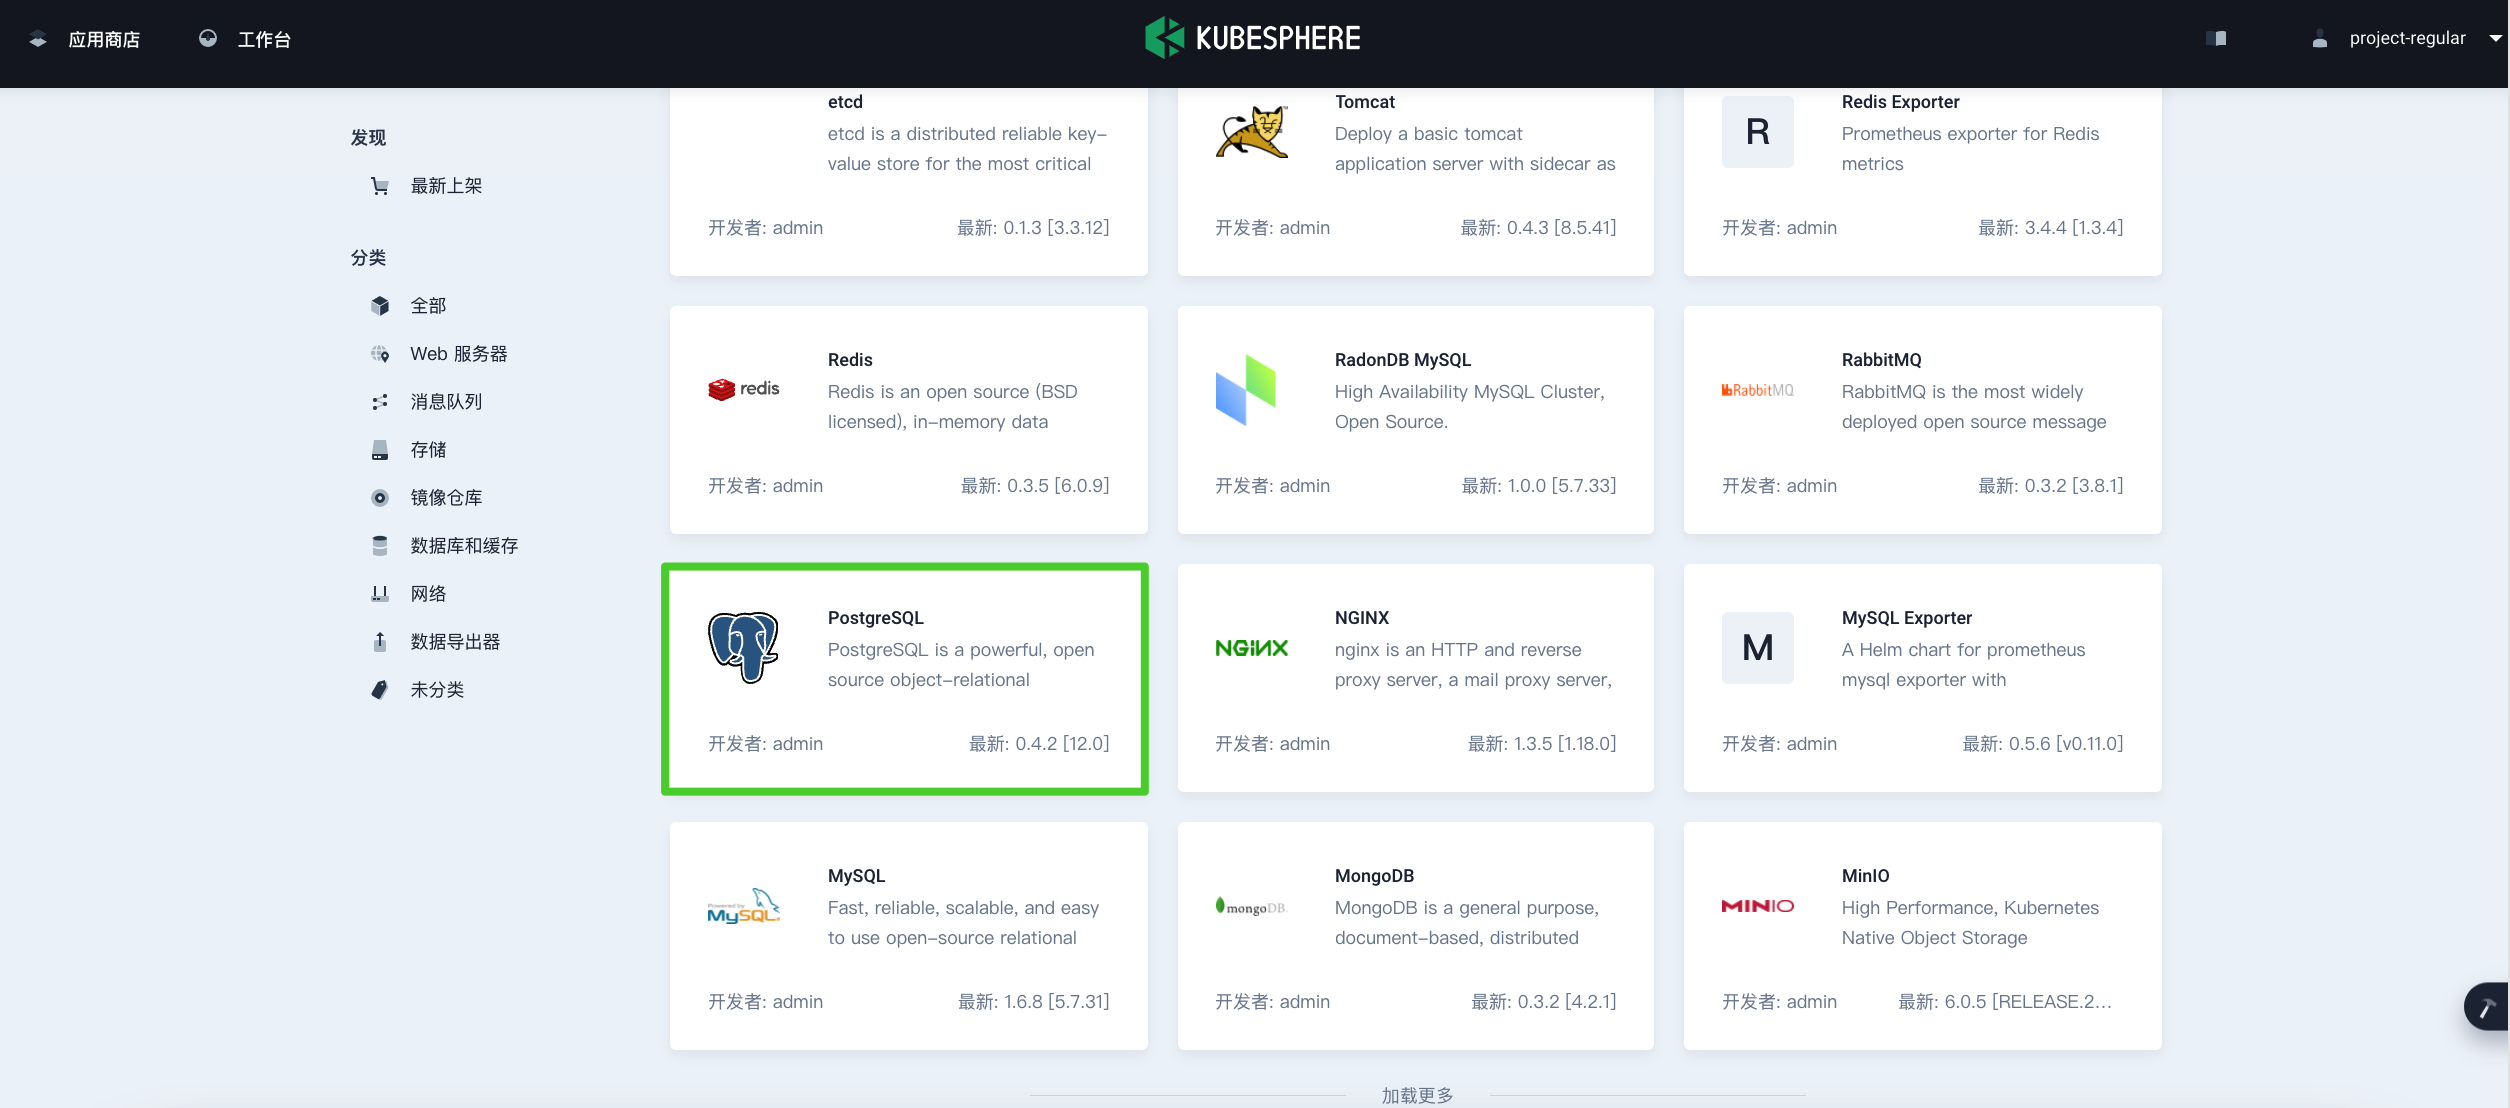 应用商店
工作台
KUBESPHERE
project-regular
发现
最新上架
分类
全部
Web 服务器
消息队列
存储
镜像仓库
数据库和缓存
网络
数据导出器
未分类
etcd
etcd is a distributed reliable key-
value store for the most critical
开发者: admin
最新: 0.1.3 [3.3.12]
Tomcat
Deploy a basic tomcat
application server with sidecar as
开发者: admin
最新: 0.4.3 [8.5.41]
R
Redis Exporter
Prometheus exporter for Redis
metrics
开发者: admin
最新: 3.4.4 [1.3.4]
redis
Redis
Redis is an open source (BSD
licensed), in-memory data
开发者: admin
最新: 0.3.5 [6.0.9]
RadonDB MySQL
High Availability MySQL Cluster,
Open Source.
开发者: admin
最新: 1.0.0 [5.7.33]
RabbitMQ
RabbitMQ
RabbitMQ is the most widely
deployed open source message
开发者: admin
最新: 0.3.2 [3.8.1]
PostgreSQL
PostgreSQL is a powerful, open
source object-relational
开发者: admin
最新: 0.4.2 [12.0]
NGINX
NGINX
nginx is an HTTP and reverse
proxy server, a mail proxy server,
开发者: admin
最新: 1.3.5 [1.18.0]
M
MySQL Exporter
A Helm chart for prometheus
mysql exporter with
开发者: admin
最新: 0.5.6 [v0.11.0]
Powered by
MySQL
MySQL
Fast, reliable, scalable, and easy
to use open-source relational
开发者: admin
最新: 1.6.8 [5.7.31]
mongoDB
MongoDB
MongoDB is a general purpose,
document-based, distributed
开发者: admin
最新: 0.3.2 [4.2.1]
MINIO
MinIO
High Performance, Kubernetes
Native Object Storage
开发者: admin
最新: 6.0.5 [RELEASE.2...
加载更多